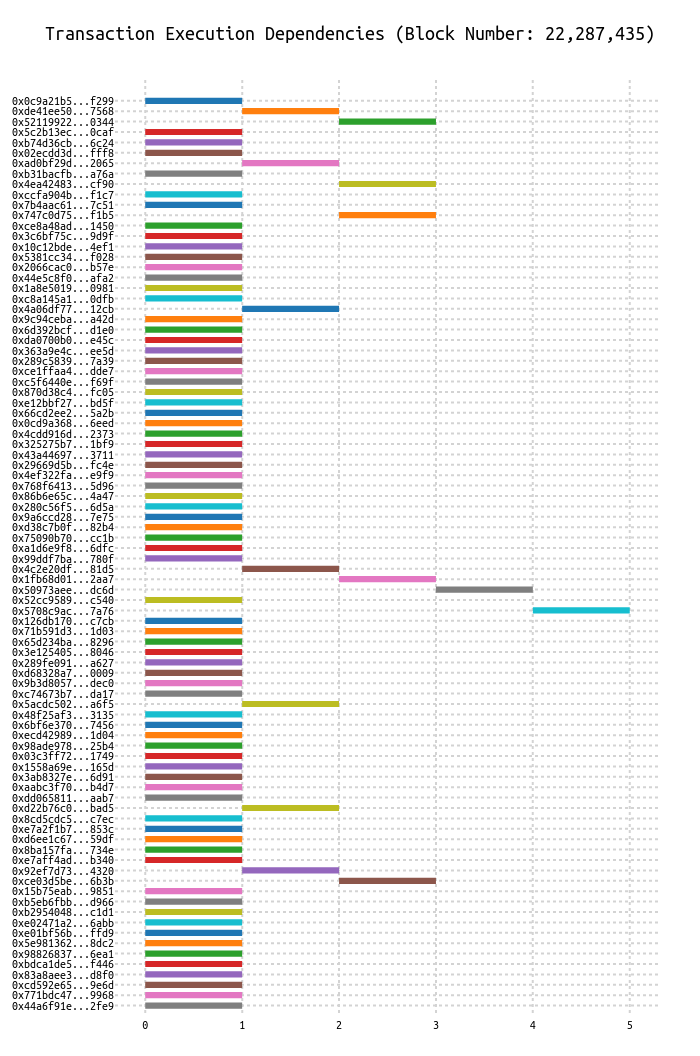 Transaction Execution Dependencies (Block Number: 22,287,435)
0x0c9a21b5...f299
0xde41ee50...7568
0x52119922...0344
0x5c2b13ec...0caf
0xb74d36cb...6c24
0x02ecdd3d...fff8
0xad0bf29d...2065
0xb31bacfb...a76a
0x4ea42483...cf90
0xccfa904b...f1c7
0x7b4aac61...7c51
0x747c0d75...f1b5
0xce8a48ad...1450
0x3c6bf75c...9d9f
0x10c12bde...4ef1
0x5381cc34...f028
0x2066cac0...b57e
0x44e5c8f0...afa2
0x1a8e5019...0981
0xc8a145a1...0dfb
0x4a06df77...12cb
0x9c94ceba...a42d
0x6d392bcf...d1e0
0xda0700b0...e45c
0x363a9e4c...ee5d
0x289c5839...7a39
0xce1ffaa4...dde7
0xc5f6440e...f69f
0x870d38c4...fc05
0xe12bbf27...bd5f
0x66cd2ee2...5a2b
0x0cd9a368...6eed
0x4cdd916d...2373
0x325275b7...1bf9
0x43a44697...3711
0x29669d5b...fc4e
0x4ef322fa...e9f9
0x768f6413...5d96
0x86b6e65c...4a47
0x280c56f5...6d5a
0x9a6ccd28...7e75
0xd38c7b0f...82b4
0x75090b70...cc1b
0xa1d6e9f8...6dfc
0x99ddf7ba...780f
0x4c2e20df...81d5
0x1fb68d01...2aa7
0x50973aee...dc6d
0x52cc9589...c540
0x5708c9ac...7a76
0x126db170...c7cb
0x71b591d3...1d03
0x65d234ba...8296
0x3e125405...8046
0x289fe091...a627
0xd68328a7...0009
0x9b3d8057...dec0
0xc74673b7...da17
0x5acdc502...a6f5
0x48f25af3...3135
0x6bf6e370...7456
0xecd42989...1d04
0x98ade978...25b4
0x03c3ff72...1749
0x1558a69e...165d
0x3ab8327e...6d91
0xaabc3f70...b4d7
0xdd065811...aab7
0xd22b76c0...bad5
0x8cd5cdc5...c7ec
0xe7a2f1b7...853c
0xd6ee1c67...59df
0x8ba157fa...734e
0xe7aff4ad...b340
0x92ef7d73...4320
0xce03d5be...6b3b
0x15b75eab...9851
0xb5eb6fbb...d966
0xb2954048...c1d1
0xe02471a2...6abb
0xe01bf56b...ffd9
0x5e981362...8dc2
0x98826837...6ea1
0xbdca1de5...f446
0x83a8aee3...d8f0
0xcd592e65...9e6d
0x771bdc47...9968
0x44a6f91e...2fe9
0 1 2 3 4 5